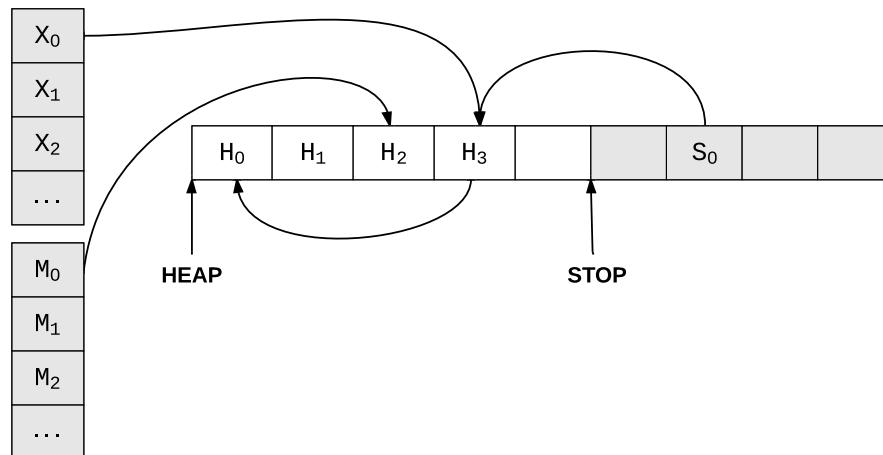 X₀
X₁
X₂
...
M₀
M₁
M₂
...
H₀ H₁ H₂ H₃ S₀
HEAP STOP